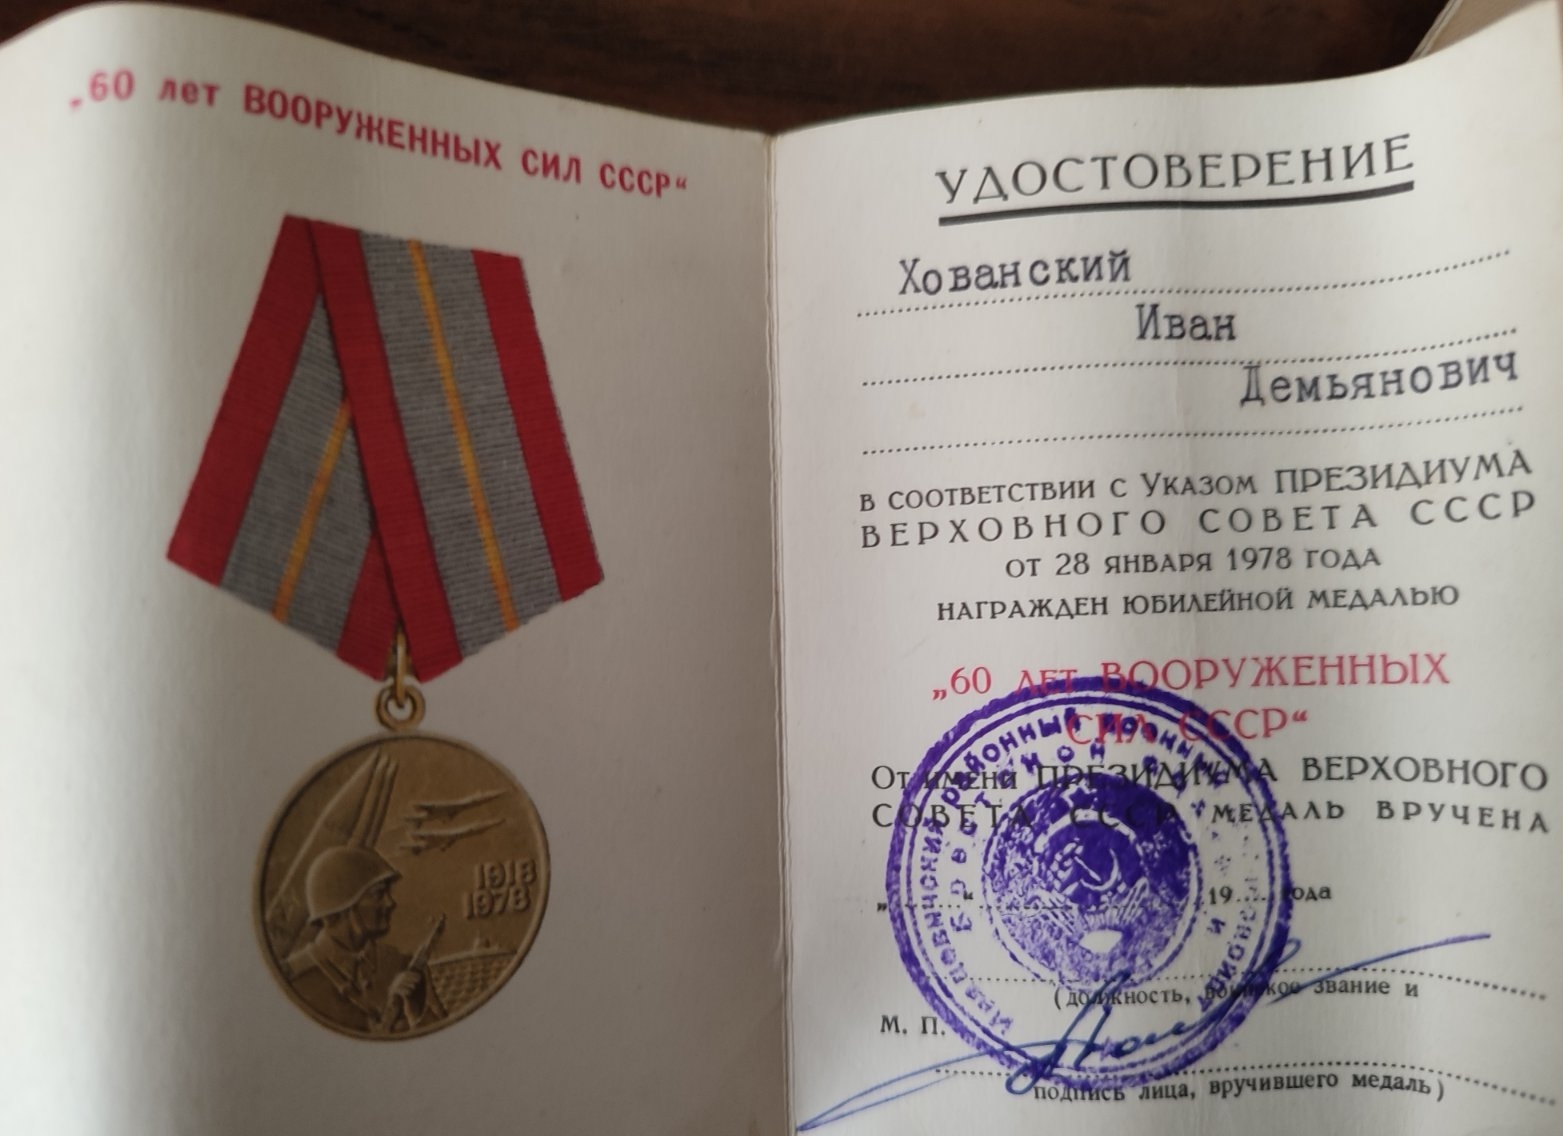 „60 лет ВООРУЖЕННЫХ СИЛ СССР“
1918
1978
УДОСТОВЕРЕНИЕ
Хованский
Иван
Демьянович
В СООТВЕТСТВИИ С УКАЗОМ ПРЕЗИДИУМА
ВЕРХОВНОГО СОВЕТА СССР
ОТ 28 ЯНВАРЯ 1978 ГОДА
НАГРАЖДЕН ЮБИЛЕЙНОЙ МЕДАЛЬЮ
„60 ЛЕТ ВООРУЖЕННЫХ
СИЛ СССР“
От имени ПРЕЗИДИУМА ВЕРХОВНОГО
СОВЕТА СССР МЕДАЛЬ ВРУЧЕНА
„ “ 19 года
(должность, воинское звание и
М. П.
подпись лица, вручившего медаль)
районный военный